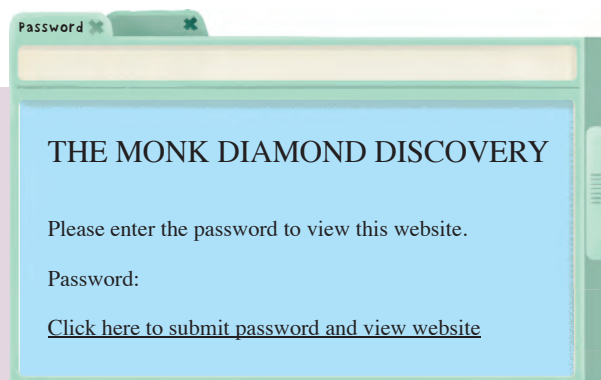 Password
THE MONK DIAMOND DISCOVERY
Please enter the password to view this website.
Password:
Click here to submit password and view website